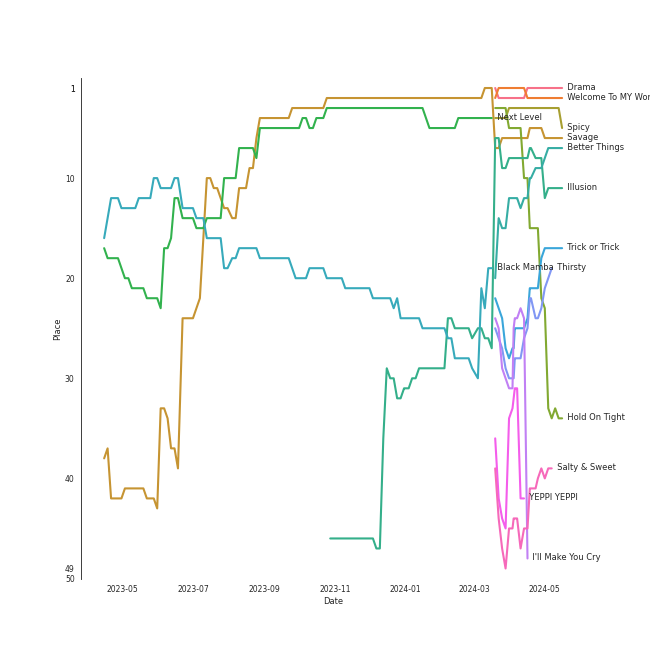 1
10
20
30
40
49
50
Place
2023-05
2023-07
2023-09
2023-11
2024-01
2024-03
2024-05
Date
Drama
Welcome To MY Wor
Next Level
Spicy
Savage
Better Things
Illusion
Trick or Trick
Black Mamba
Thirsty
Hold On Tight
Salty & Sweet
YEPPI YEPPI
I'll Make You Cry